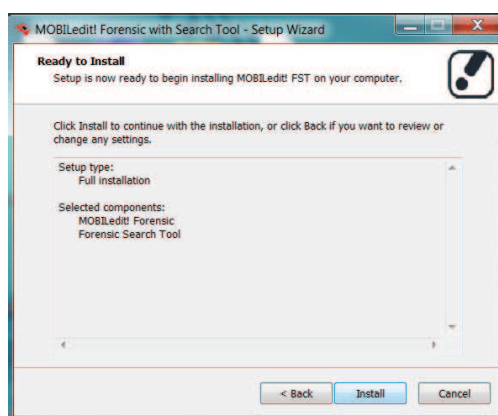 MOBILedit! Forensic with Search Tool - Setup Wizard
Ready to Install
Setup is now ready to begin installing MOBILedit! FST on your computer.
Click Install to continue with the installation, or click Back if you want to review or
change any settings.
Setup type:
Full installation
Selected components:
MOBILedit! Forensic
Forensic Search Tool
< Back
Install
Cancel